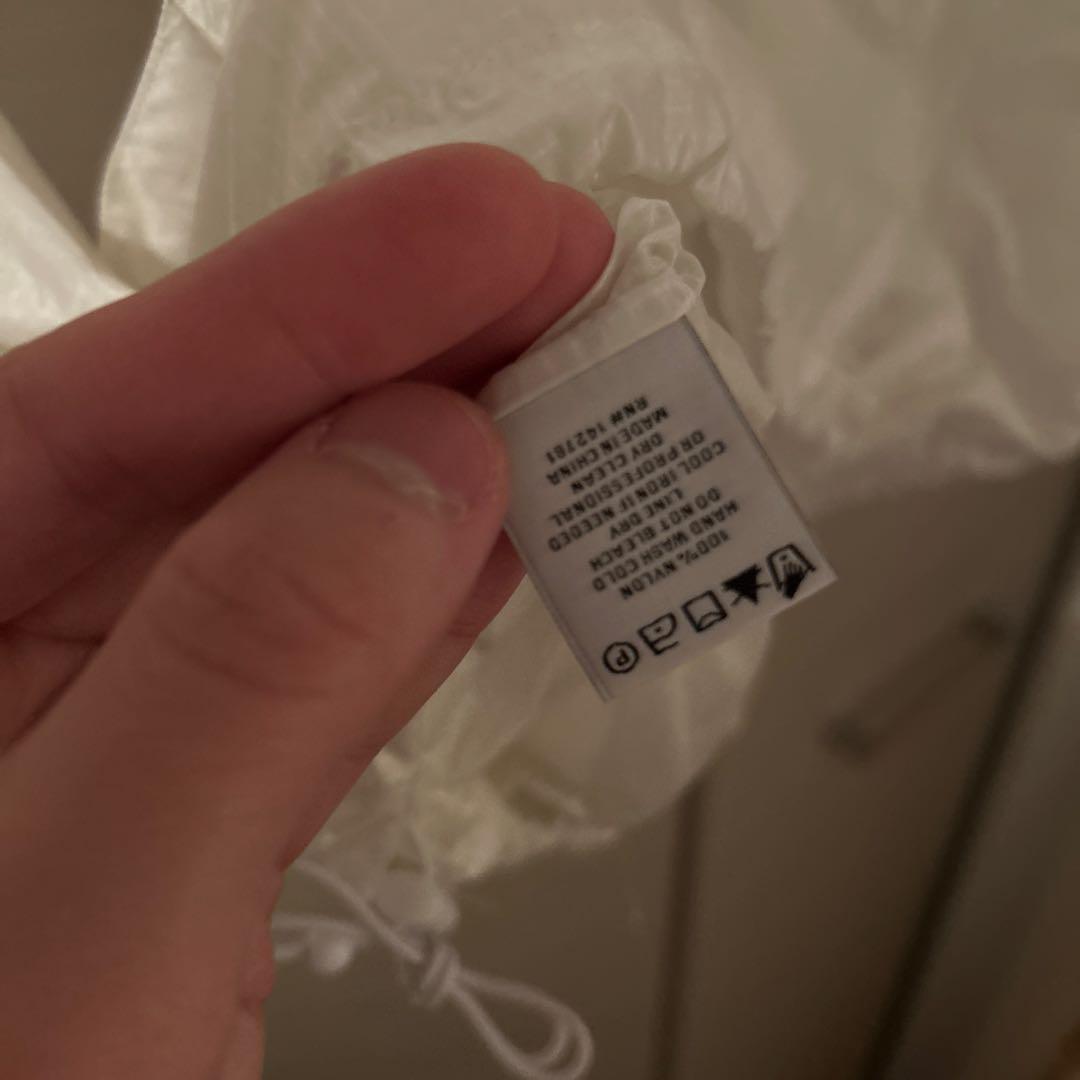 100% NYLON
HAND WASH COLD
DO NOT BLEACH
LINE DRY
COOL IRON IF NEEDED
OR PROFESSIONAL
DRY CLEAN
MADE IN CHINA
RN# 142781
P